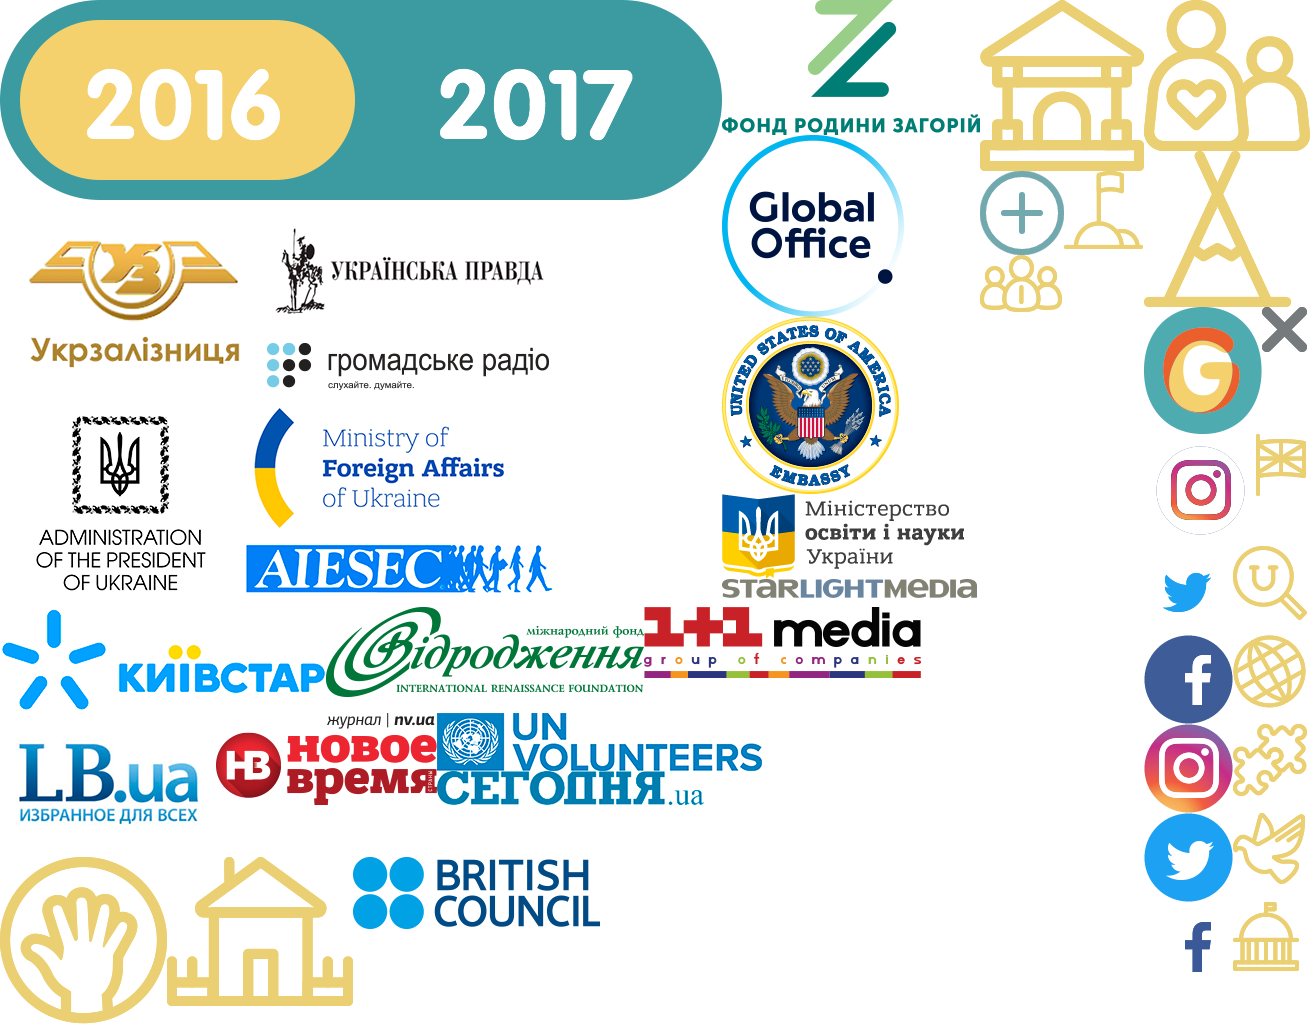 2016
2017
ФОНД РОДИНИ ЗАГОРІЙ
Global
Office
UNITED STATES OF AMERICA
EMBASSY
УЗ
Укрзалізниця
УКРАЇНСЬКА ПРАВДА
громадське радіо
слухайте. думайте.
ADMINISTRATION
OF THE PRESIDENT
OF UKRAINE
Ministry of
Foreign Affairs
of Ukraine
AIESEC
Міністерство
освіти і науки
України
STARLIGHTMEDIA
КИЇВСТАР
міжнародний фонд
Відродження
INTERNATIONAL RENAISSANCE FOUNDATION
1+1 media
group of companies
LB.ua
ИЗБРАННОЕ ДЛЯ ВСЕХ
журнал | nv.ua
НВ
новое
время
страны
UN
VOLUNTEERS
СЕГОДНЯ.ua
BRITISH
COUNCIL
G
U
f
f